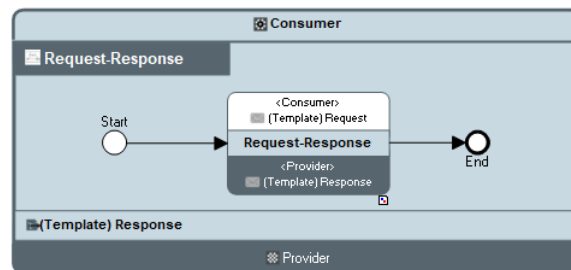 Consumer
Request-Response
Start
<Consumer>
(Template) Request
Request-Response
<Provider>
(Template) Response
End
(Template) Response
Provider